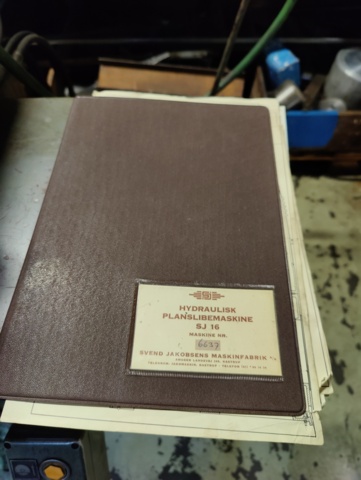 HYDRAULISK
PLANSLIBEMASKINE
SJ 16
MASKINE NR.
6637
SVEND JAKOBSENS MASKINFABRIK A/S